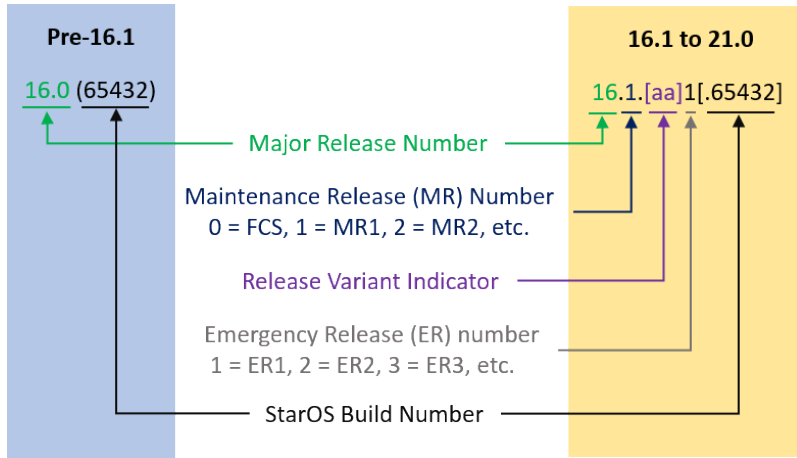 Pre-16.1
16.1 to 21.0
16.0 (65432)
16.1.[aa]1[.65432]
Major Release Number
Maintenance Release (MR) Number
0 = FCS, 1 = MR1, 2 = MR2, etc.
Release Variant Indicator
Emergency Release (ER) number
1 = ER1, 2 = ER2, 3 = ER3, etc.
StarOS Build Number